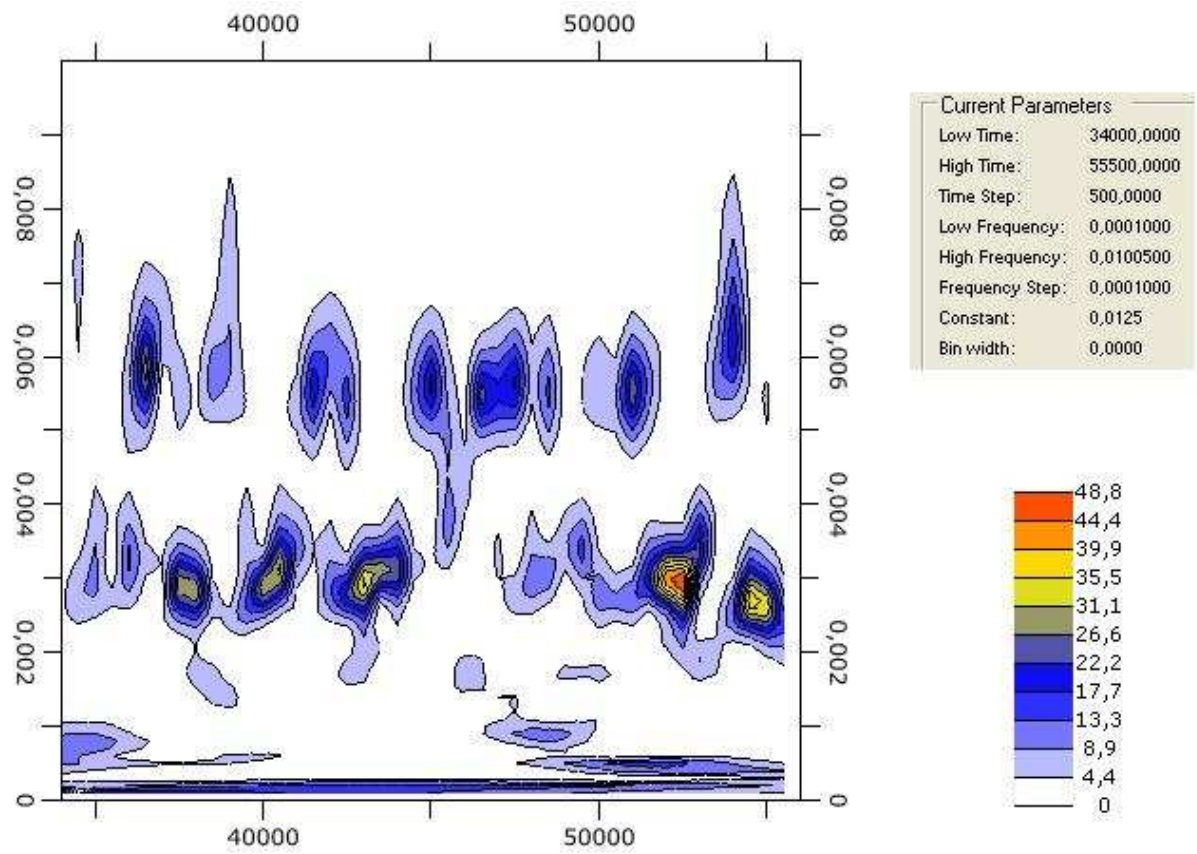 40000 50000
0,008
0,006
0,004
0,002
0
0,008
0,006
0,004
0,002
0
40000 50000
Current Parameters
Low Time: 34000,0000
High Time: 55500,0000
Time Step: 500,0000
Low Frequency: 0,0001000
High Frequency: 0,0100500
Frequency Step: 0,0001000
Constant: 0,0125
Bin width: 0,0000
48,8
44,4
39,9
35,5
31,1
26,6
22,2
17,7
13,3
8,9
4,4
0